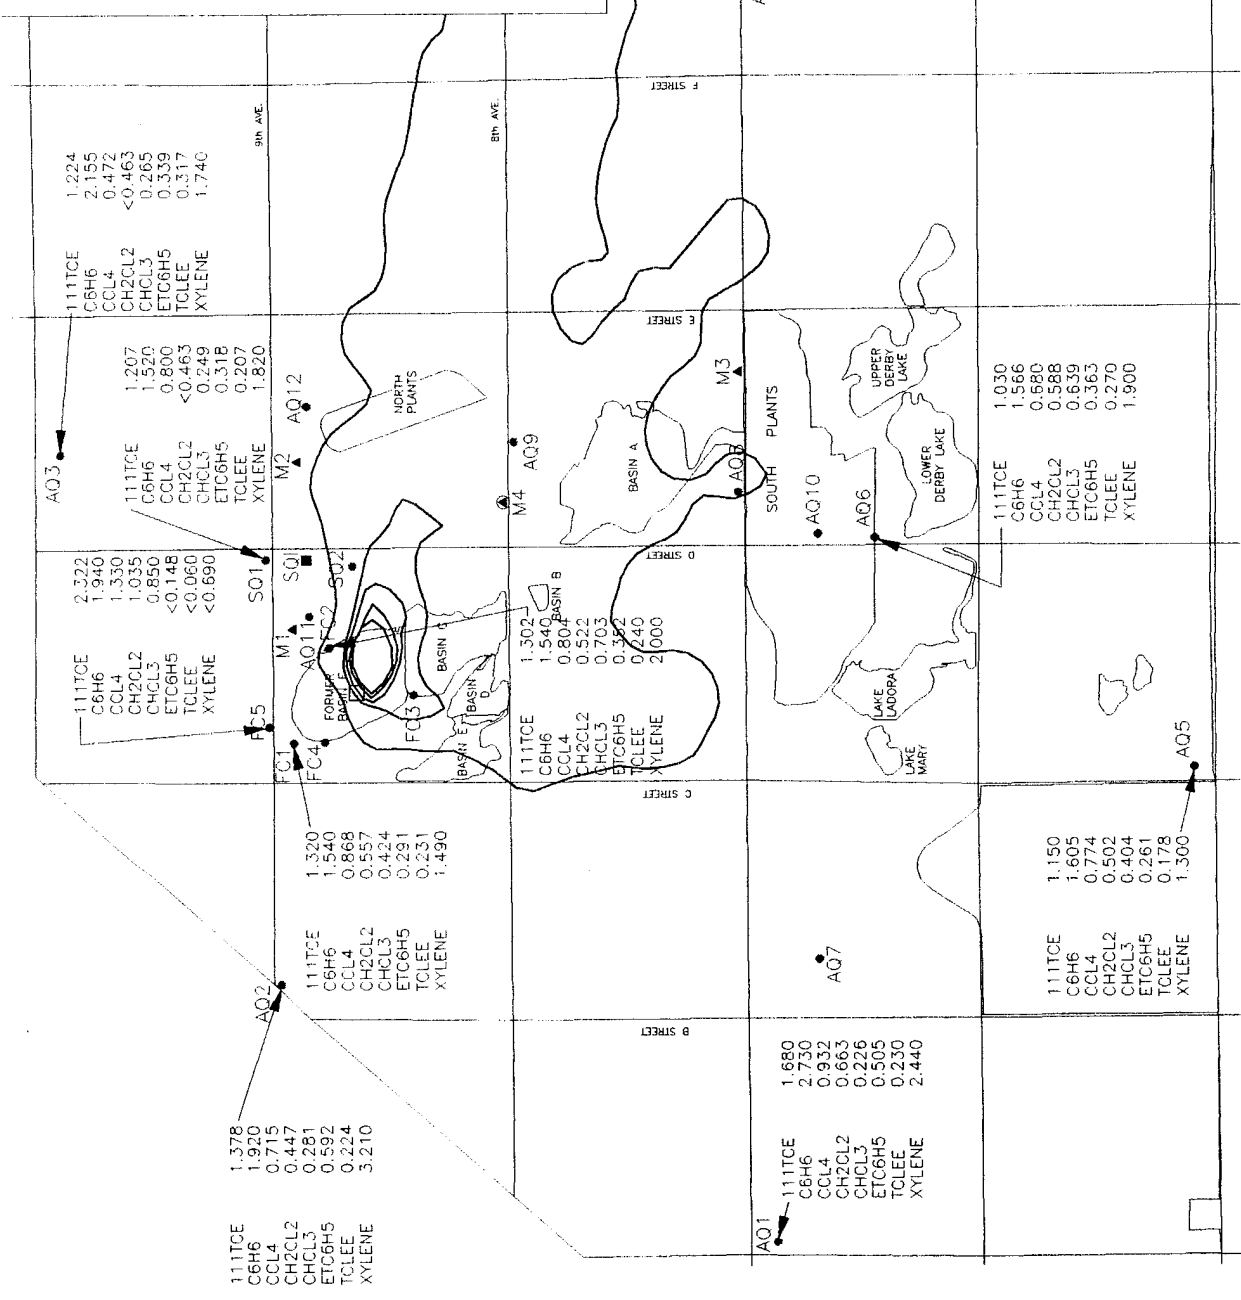 AQ3
111TCE 1.224
C6H6 2.155
CCL4 0.472
CH2CL2 <0.463
CHCL3 0.265
ETC6H5 0.339
TCLEE 0.317
XYLENE 1.740
SQ1
111TCE 1.207
C6H6 1.520
CCL4 0.800
CH2CL2 <0.463
CHCL3 0.249
ETC6H5 0.318
TCLEE 0.207
XYLENE 1.820
FC5
111TCE 2.322
C6H6 1.940
CCL4 1.330
CH2CL2 1.035
CHCL3 0.850
ETC6H5 <0.148
TCLEE <0.060
XYLENE <0.690
9th AVE.
8th AVE.
M1
AQ11
FC2
SQ1
SQ2
M2
AQ12
NORTH
PLANTS
FC1
FC4
FORMER
BASIN F
FC3
BASIN C
BASIN D
BASIN E
BASIN B
M4
AQ9
BASIN A
AQ2
111TCE 1.378
C6H6 1.920
CCL4 0.715
CH2CL2 0.447
CHCL3 0.281
ETC6H5 0.592
TCLEE 0.224
XYLENE 3.210
111TCE 1.320
C6H6 1.540
CCL4 0.868
CH2CL2 0.557
CHCL3 0.424
ETC6H5 0.291
TCLEE 0.231
XYLENE 1.490
111TCE 1.302
C6H6 1.540
CCL4 0.804
CH2CL2 0.522
CHCL3 0.703
ETC6H5
TCLEE 0.240
XYLENE 2.000
B STREET
C STREET
D STREET
E STREET
F STREET
M3
SOUTH PLANTS
AQ10
AQ6
UPPER
DERBY
LAKE
LOWER
DERBY LAKE
LAKE
LADORA
LAKE
MARY
AQ7
AQ1
111TCE 1.680
C6H6 2.730
CCL4 0.932
CH2CL2 0.663
CHCL3 0.226
ETC6H5 0.505
TCLEE 0.230
XYLENE 2.440
111TCE 1.030
C6H6 1.566
CCL4 0.680
CH2CL2 0.588
CHCL3 0.639
ETC6H5 0.363
TCLEE 0.270
XYLENE 1.900
AQ5
111TCE 1.150
C6H6 1.605
CCL4 0.774
CH2CL2 0.502
CHCL3 0.404
ETC6H5 0.261
TCLEE 0.178
XYLENE 1.300